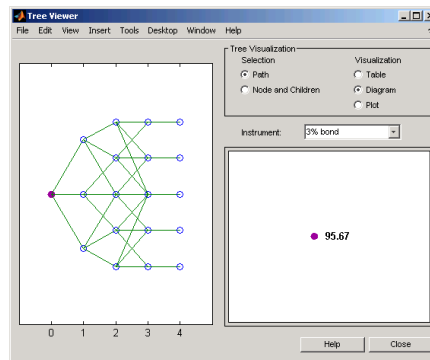 Tree Viewer
File Edit View Insert Tools Desktop Window Help
Tree Visualization
Selection Visualization
Path Table
Node and Children Diagram
Plot
Instrument: 3% bond
95.67
0 1 2 3 4
Help Close